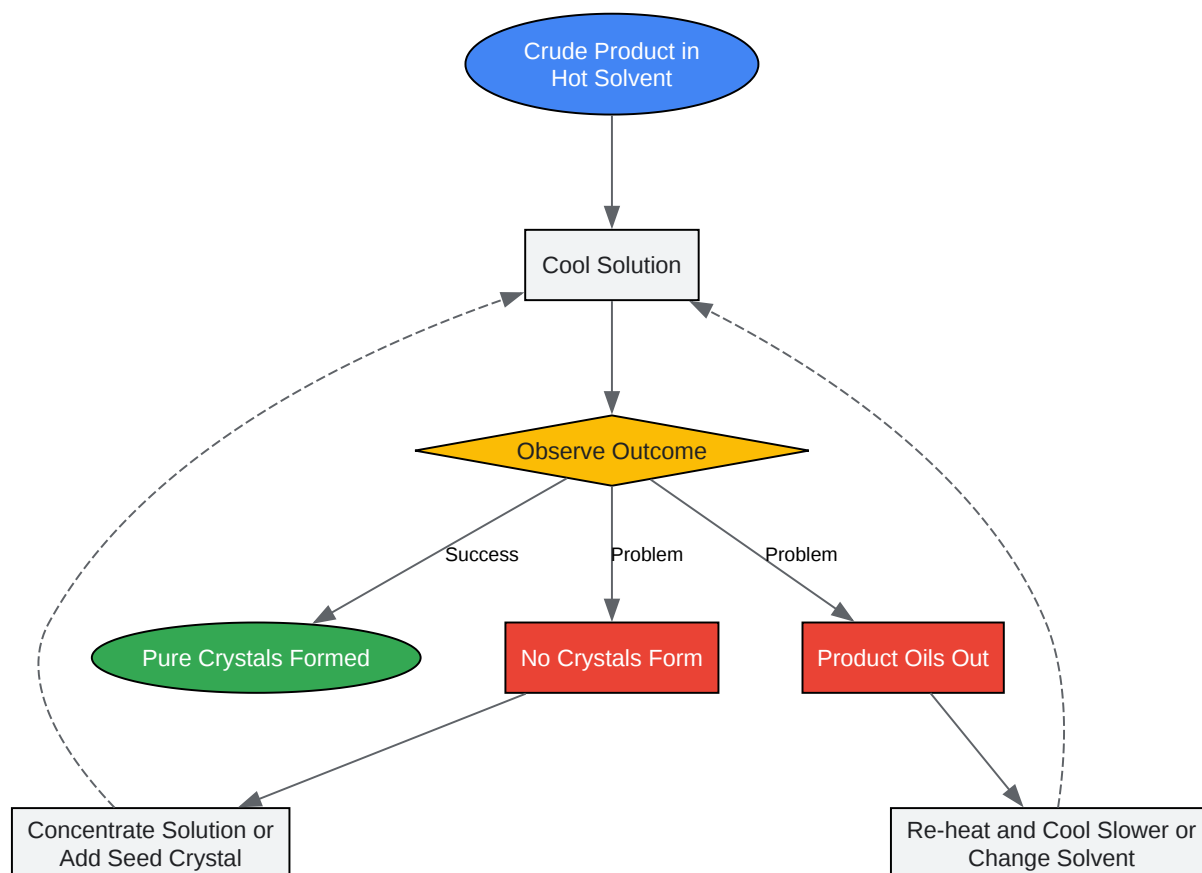 Crude Product in
Hot Solvent
Cool Solution
Observe Outcome
Success
Problem
Problem
Pure Crystals Formed
No Crystals Form
Product Oils Out
Concentrate Solution or
Add Seed Crystal
Re-heat and Cool Slower or
Change Solvent